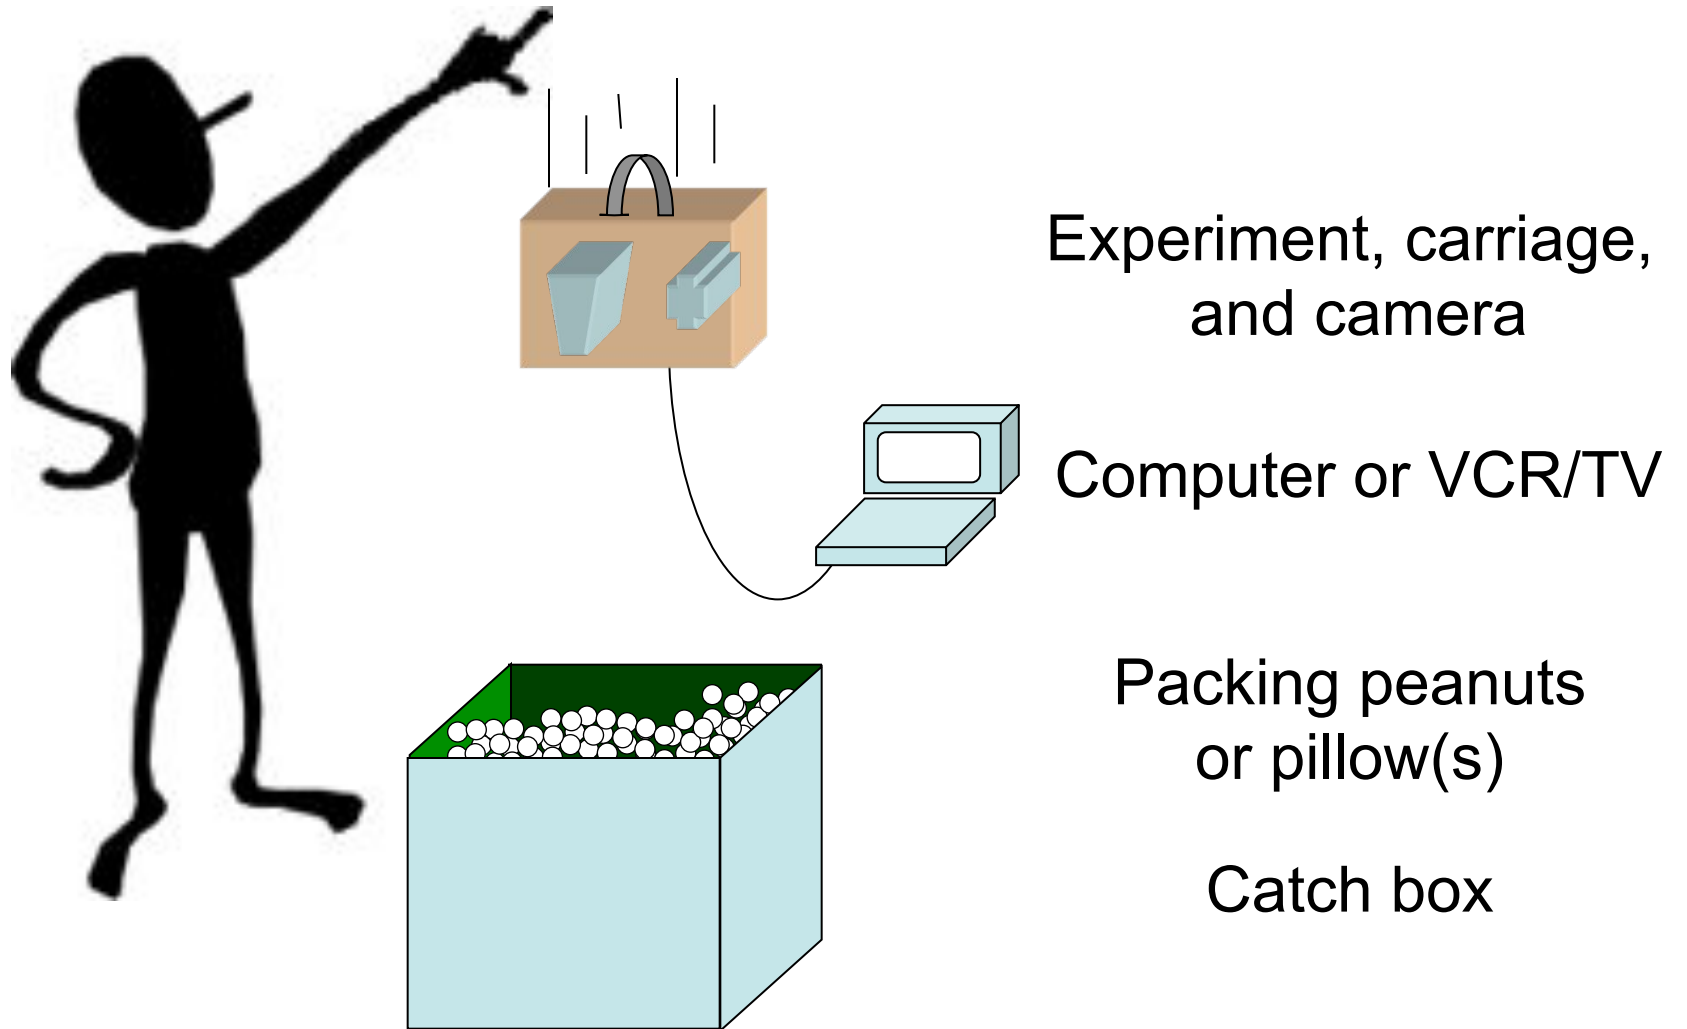 Experiment, carriage,
and camera
Computer or VCR/TV
Packing peanuts
or pillow(s)
Catch box